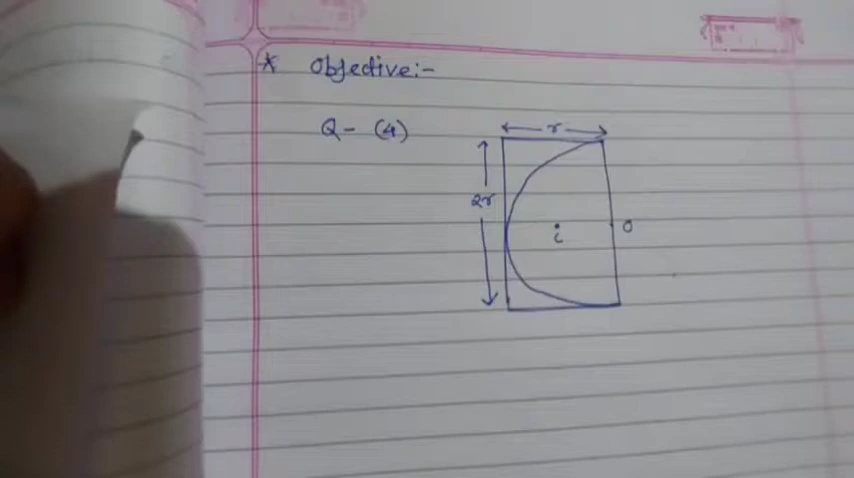 * Objective:-
Q - (4)
r
2r
i
O